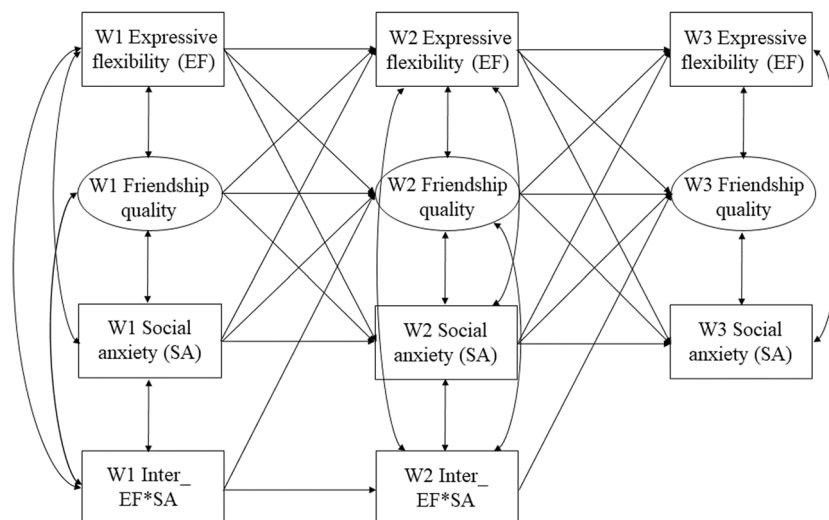 W1 Expressive
flexibility (EF)
W2 Expressive
flexibility (EF)
W3 Expressive
flexibility (EF)
W1 Friendship
quality
W2 Friendship
quality
W3 Friendship
quality
W1 Social
anxiety (SA)
W2 Social
anxiety (SA)
W3 Social
anxiety (SA)
W1 Inter_
EF*SA
W2 Inter_
EF*SA